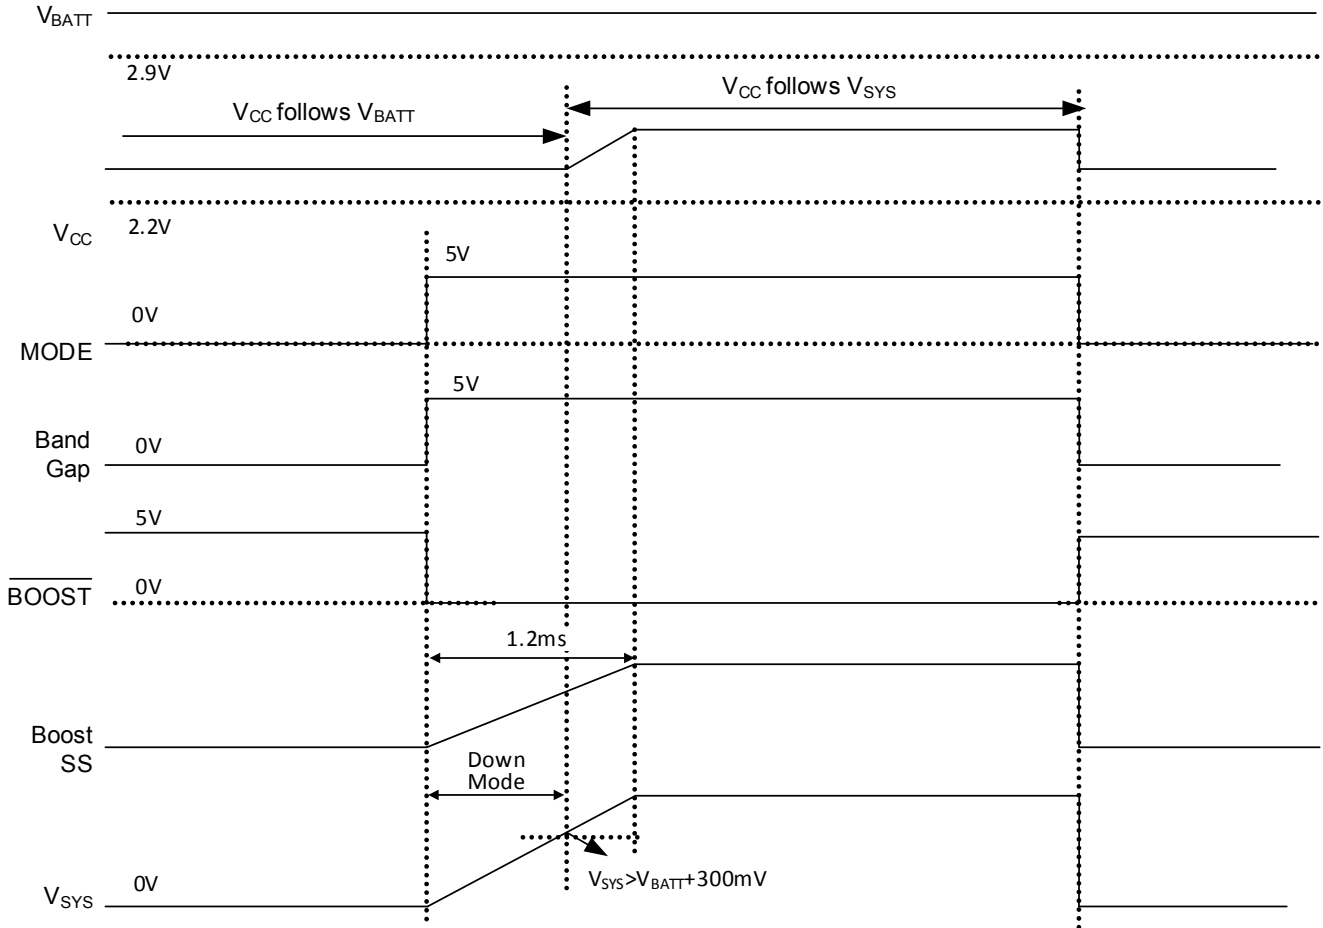 VBATT
2.9V
VCC follows VBATT
VCC follows VSYS
VCC
2.2V
5V
0V
MODE
5V
Band
Gap
0V
5V
BOOST
0V
1.2ms
Boost
SS
Down
Mode
VSYS>VBATT+300mV
VSYS
0V